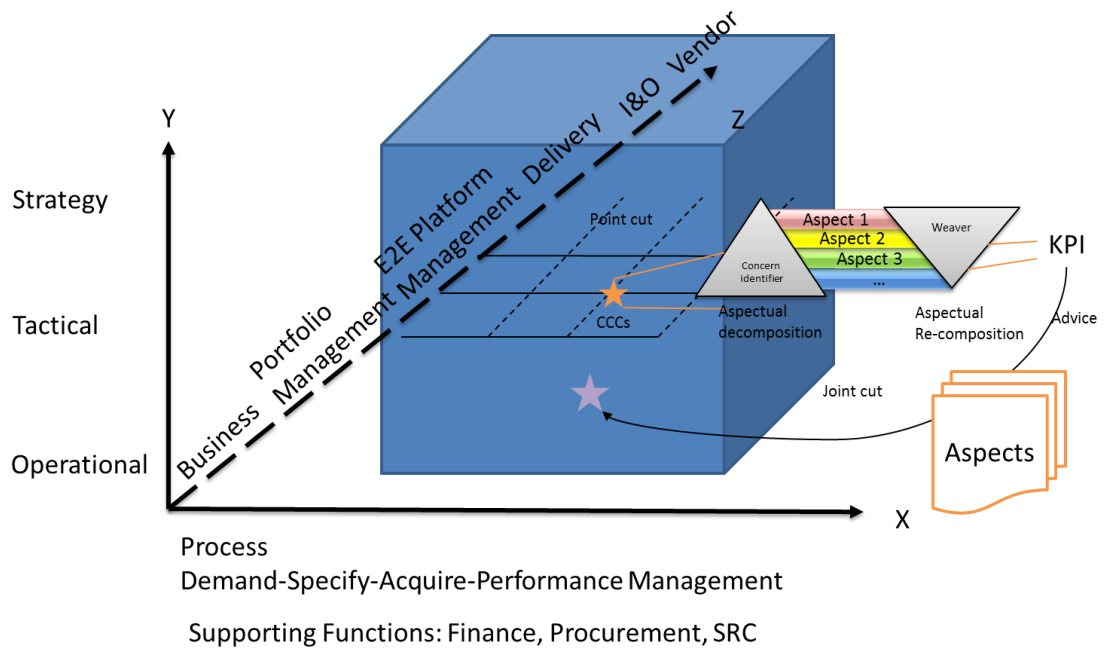 Y
Strategy
Tactical
Operational
Business
Portfolio
Management
E2E Platform
Management
Delivery
I&O
Vendor
Z
Point cut
CCCs
Concern
identifier
Aspect 1
Aspect 2
Aspect 3
...
Weaver
KPI
Aspectual
decomposition
Aspectual
Re-composition
Advice
Joint cut
Aspects
X
Process
Demand-Specify-Acquire-Performance Management
Supporting Functions: Finance, Procurement, SRC